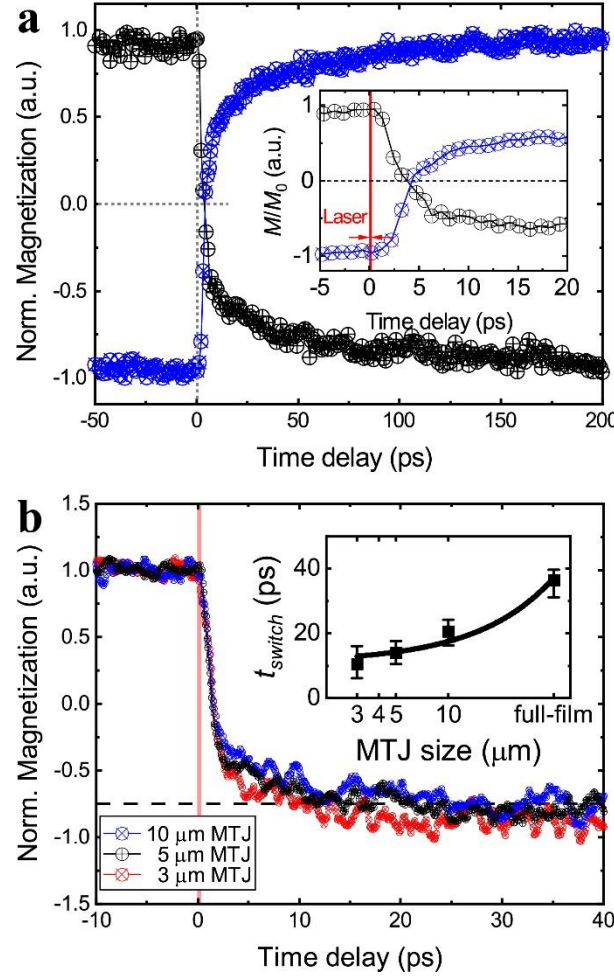 a
Norm. Magnetization (a.u.)
1.0
0.5
0.0
-0.5
-1.0
-50
0
50
100
150
200
Time delay (ps)
M/M0 (a.u.)
1
0
-1
Laser
-5
0
5
10
15
20
Time delay (ps)
b
Norm. Magnetization (a.u.)
1.5
1.0
0.5
0.0
-0.5
-1.0
-1.5
-10
0
10
20
30
40
Time delay (ps)
10 μm MTJ
5 μm MTJ
3 μm MTJ
tswitch (ps)
40
20
0
3
4
5
10
full-film
MTJ size (μm)